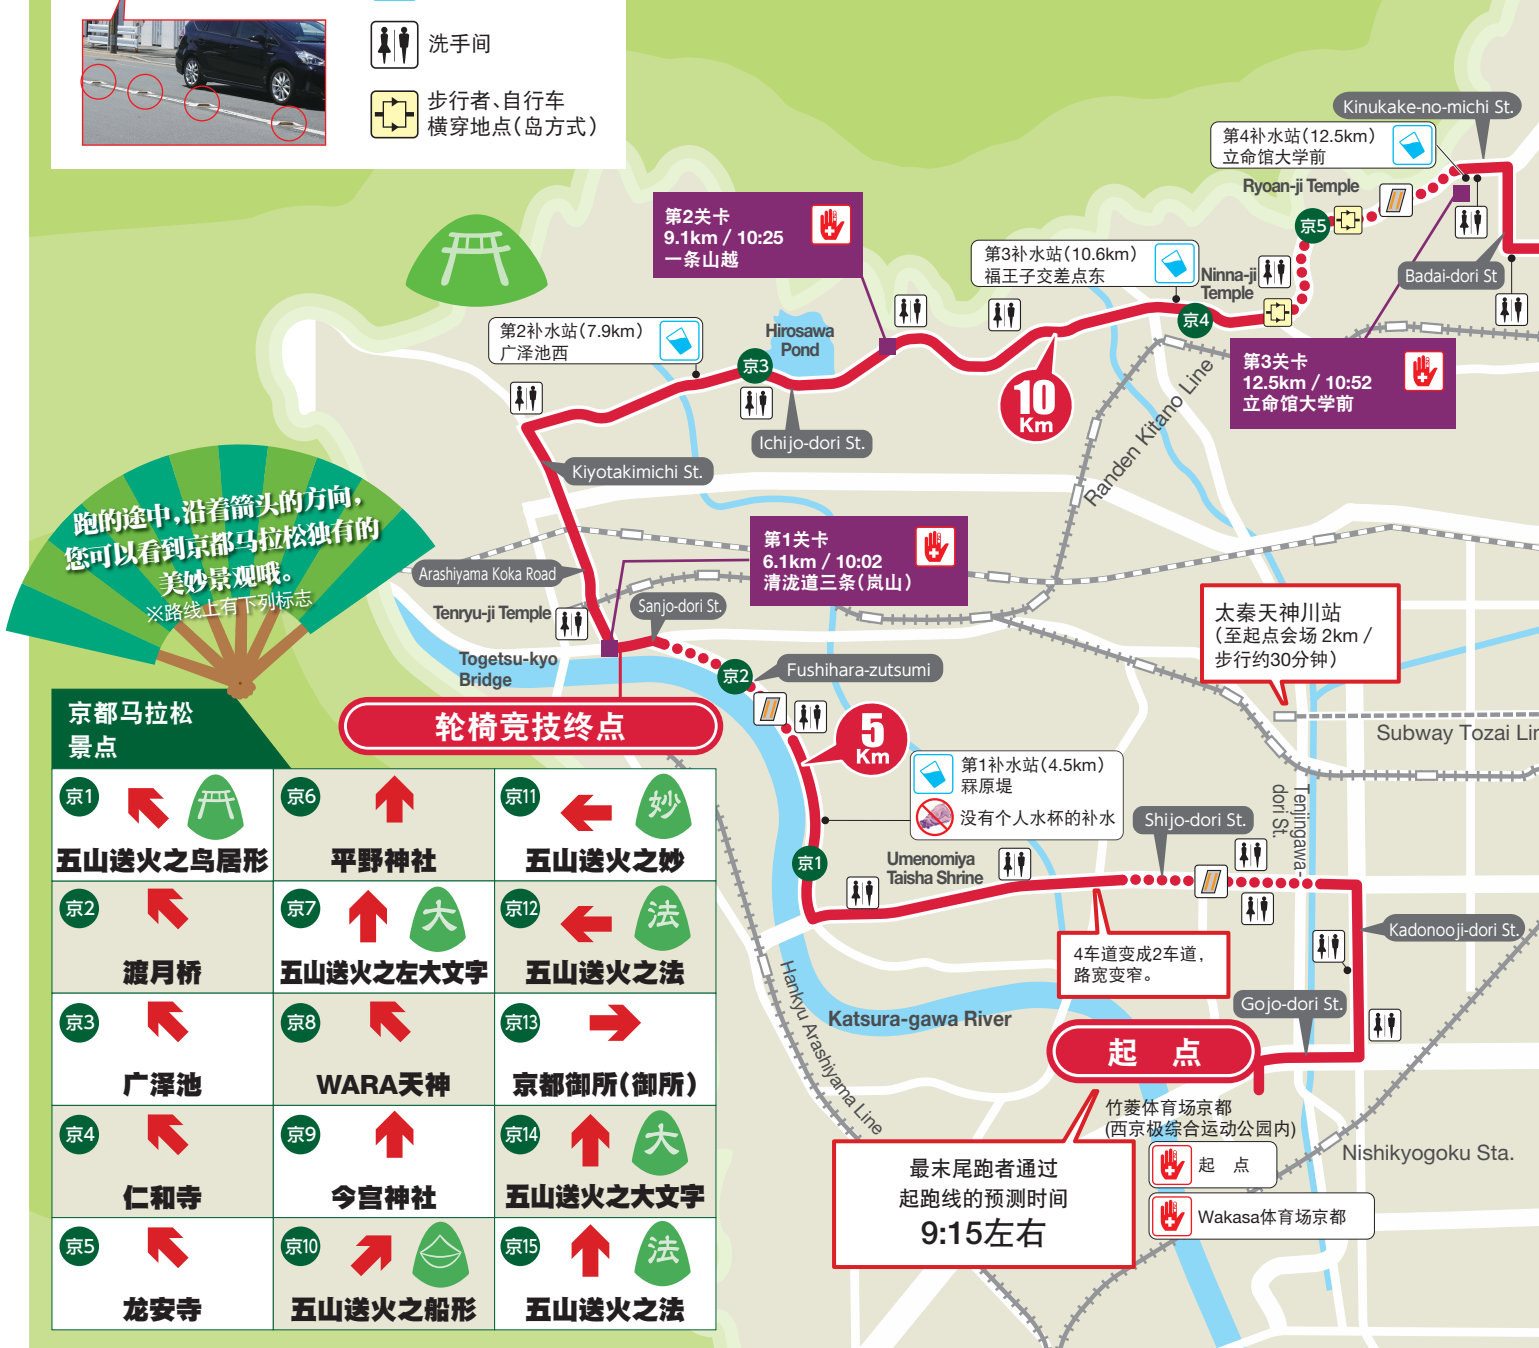 洗手间
步行者、自行车
横穿地点(岛方式)
Kinukake-no-michi St.
第4补水站(12.5km)
立命馆大学前
Ryoan-ji Temple
京5
第2关卡
9.1km / 10:25
一条山越
第3补水站(10.6km)
福王子交差点东
Ninna-ji
Temple
Badai-dori St
京4
第2补水站(7.9km)
广泽池西
Hirosawa
Pond
京3
第3关卡
12.5km / 10:52
立命馆大学前
10
Km
Ichijo-dori St.
Randen Kitano Line
Kiyotakimichi St.
跑的途中,沿着箭头的方向,
您可以看到京都马拉松独有的
美妙景观哦。
※路线上有下列标志
第1关卡
6.1km / 10:02
清泷道三条(岚山)
Arashiyama Koka Road
Tenryu-ji Temple
Sanjo-dori St.
太秦天神川站
(至起点会场 2km /
步行约30分钟)
Togetsu-kyo
Bridge
京2
Fushihara-zutsumi
轮椅竞技终点
5
Km
Subway Tozai Lin
第1补水站(4.5km)
罧原堤
没有个人水杯的补水
Shijo-dori St.
Tenjingawa-
dori St.
京1
Umenomiya
Taisha Shrine
4车道变成2车道,
路宽变窄。
Kadonooji-dori St.
Gojo-dori St.
Hankyu Arashiyama Line
Katsura-gawa River
起 点
竹菱体育场京都
(西京极综合运动公园内)
起 点
Wakasa体育场京都
Nishikyogoku Sta.
最末尾跑者通过
起跑线的预测时间
9:15左右
京都马拉松
景点
京1
五山送火之鸟居形
京6
平野神社
京11
妙
五山送火之妙
京2
渡月桥
京7
大
五山送火之左大文字
京12
法
五山送火之法
京3
广泽池
京8
WARA天神
京13
京都御所(御所)
京4
仁和寺
京9
今宫神社
京14
大
五山送火之大文字
京5
龙安寺
京10
五山送火之船形
京15
法
五山送火之法